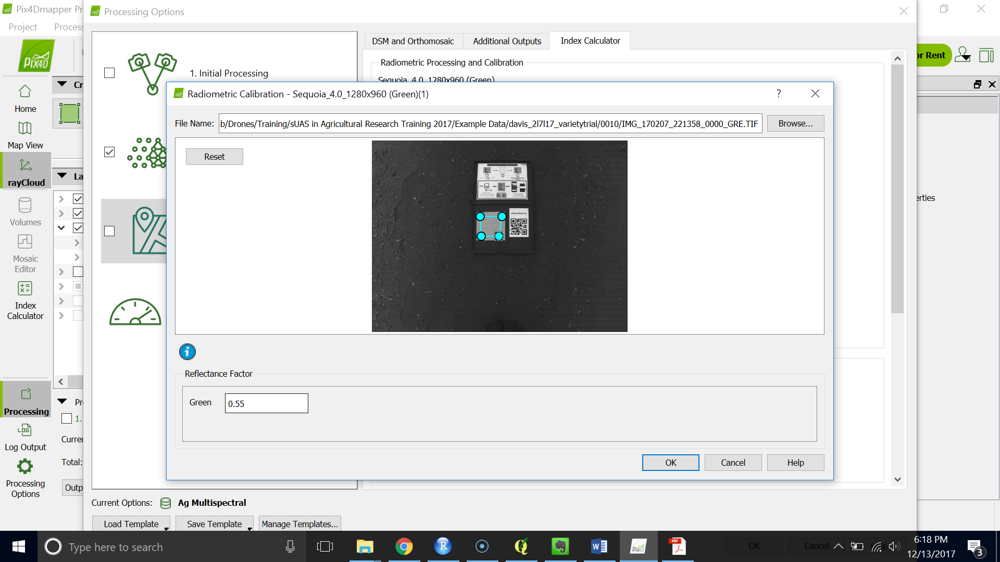 Pix4Dmapper Pr
Processing Options
Project
Process
PIX4D
Home
Map View
rayCloud
Volumes
Mosaic
Editor
Index
Calculator
Processing
Log Output
Processing
Options
Cr
La
Pr
1.
Currer
Total:
Outp
1. Initial Processing
DSM and Orthomosaic
Additional Outputs
Index Calculator
Radiometric Processing and Calibration
Sequoia_4.0_1280x960 (Green)
or Rent
erties
Radiometric Calibration - Sequoia_4.0_1280x960 (Green)(1)
?
File Name:
b/Drones/Training/sUAS in Agricultural Research Training 2017/Example Data/davis_2l7l17_varietytrial/0010/IMG_170207_221358_0000_GRE.TIF
Browse...
Reset
Reflectance Factor
Green
0.55
OK
Cancel
Help
Current Options:
Ag Multispectral
Load Template
Save Template
Manage Templates...
Type here to search
OK
Cancel
6:18 PM
12/13/2017
3